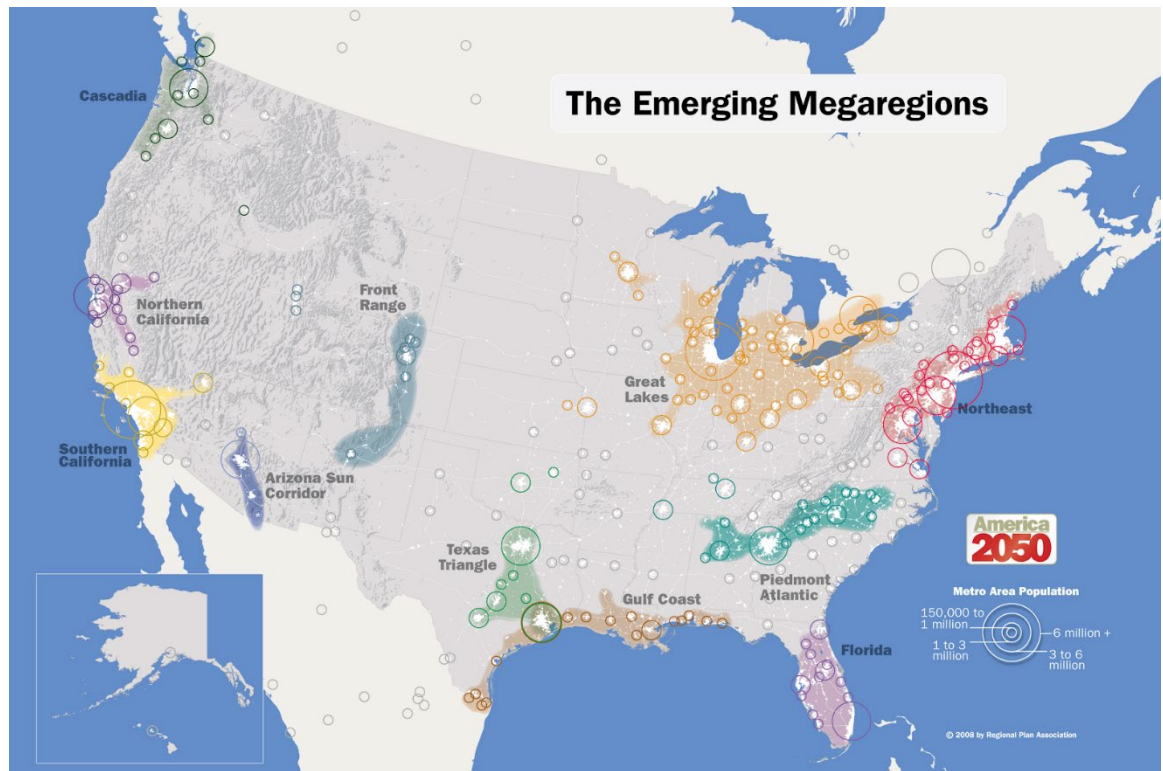 The Emerging Megaregions
Cascadia
Northern
California
Front
Range
Great
Lakes
Northeast
Southern
California
Arizona Sun
Corridor
Texas
Triangle
Gulf Coast
Piedmont
Atlantic
Florida
America
2050
Metro Area Population
150,000 to
1 million
1 to 3
million
6 million +
3 to 6
million
© 2008 by Regional Plan Association